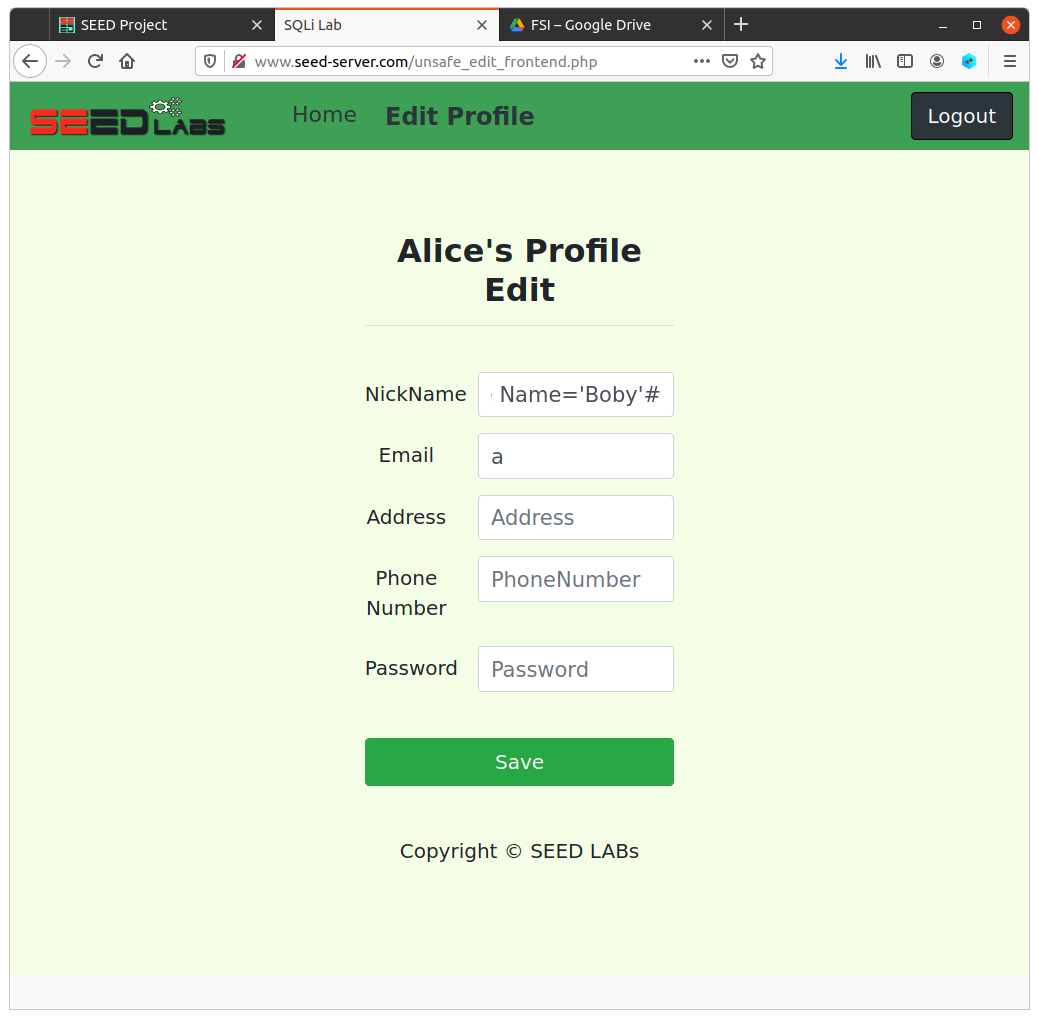 SEED Project
SQLi Lab
FSI – Google Drive
www.seed-server.com/unsafe_edit_frontend.php
SEED LABS
Home
Edit Profile
Logout
Alice's Profile
Edit
NickName
Name='Boby'#
Email
a
Address
Address
Phone
Number
PhoneNumber
Password
Password
Save
Copyright © SEED LABs